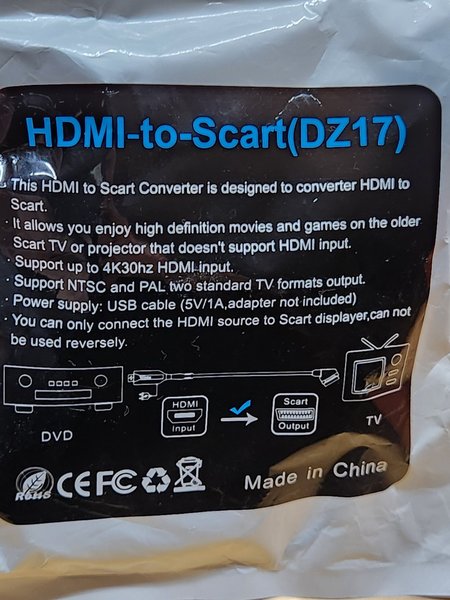 HDMI-to-Scart(DZ17)
· This HDMI to Scart Converter is designed to converter HDMI to
Scart.
· It allows you enjoy high definition movies and games on the older
Scart TV or projector that doesn't support HDMI input.
· Support up to 4K30hz HDMI input.
· Support NTSC and PAL two standard TV formats output.
· Power supply: USB cable (5V/1A,adapter not included)
· You can only connect the HDMI source to Scart displayer,can not
be used reversely.
HDMI
Input
Scart
Output
DVD
TV
RoHS
CE FC
Made in China